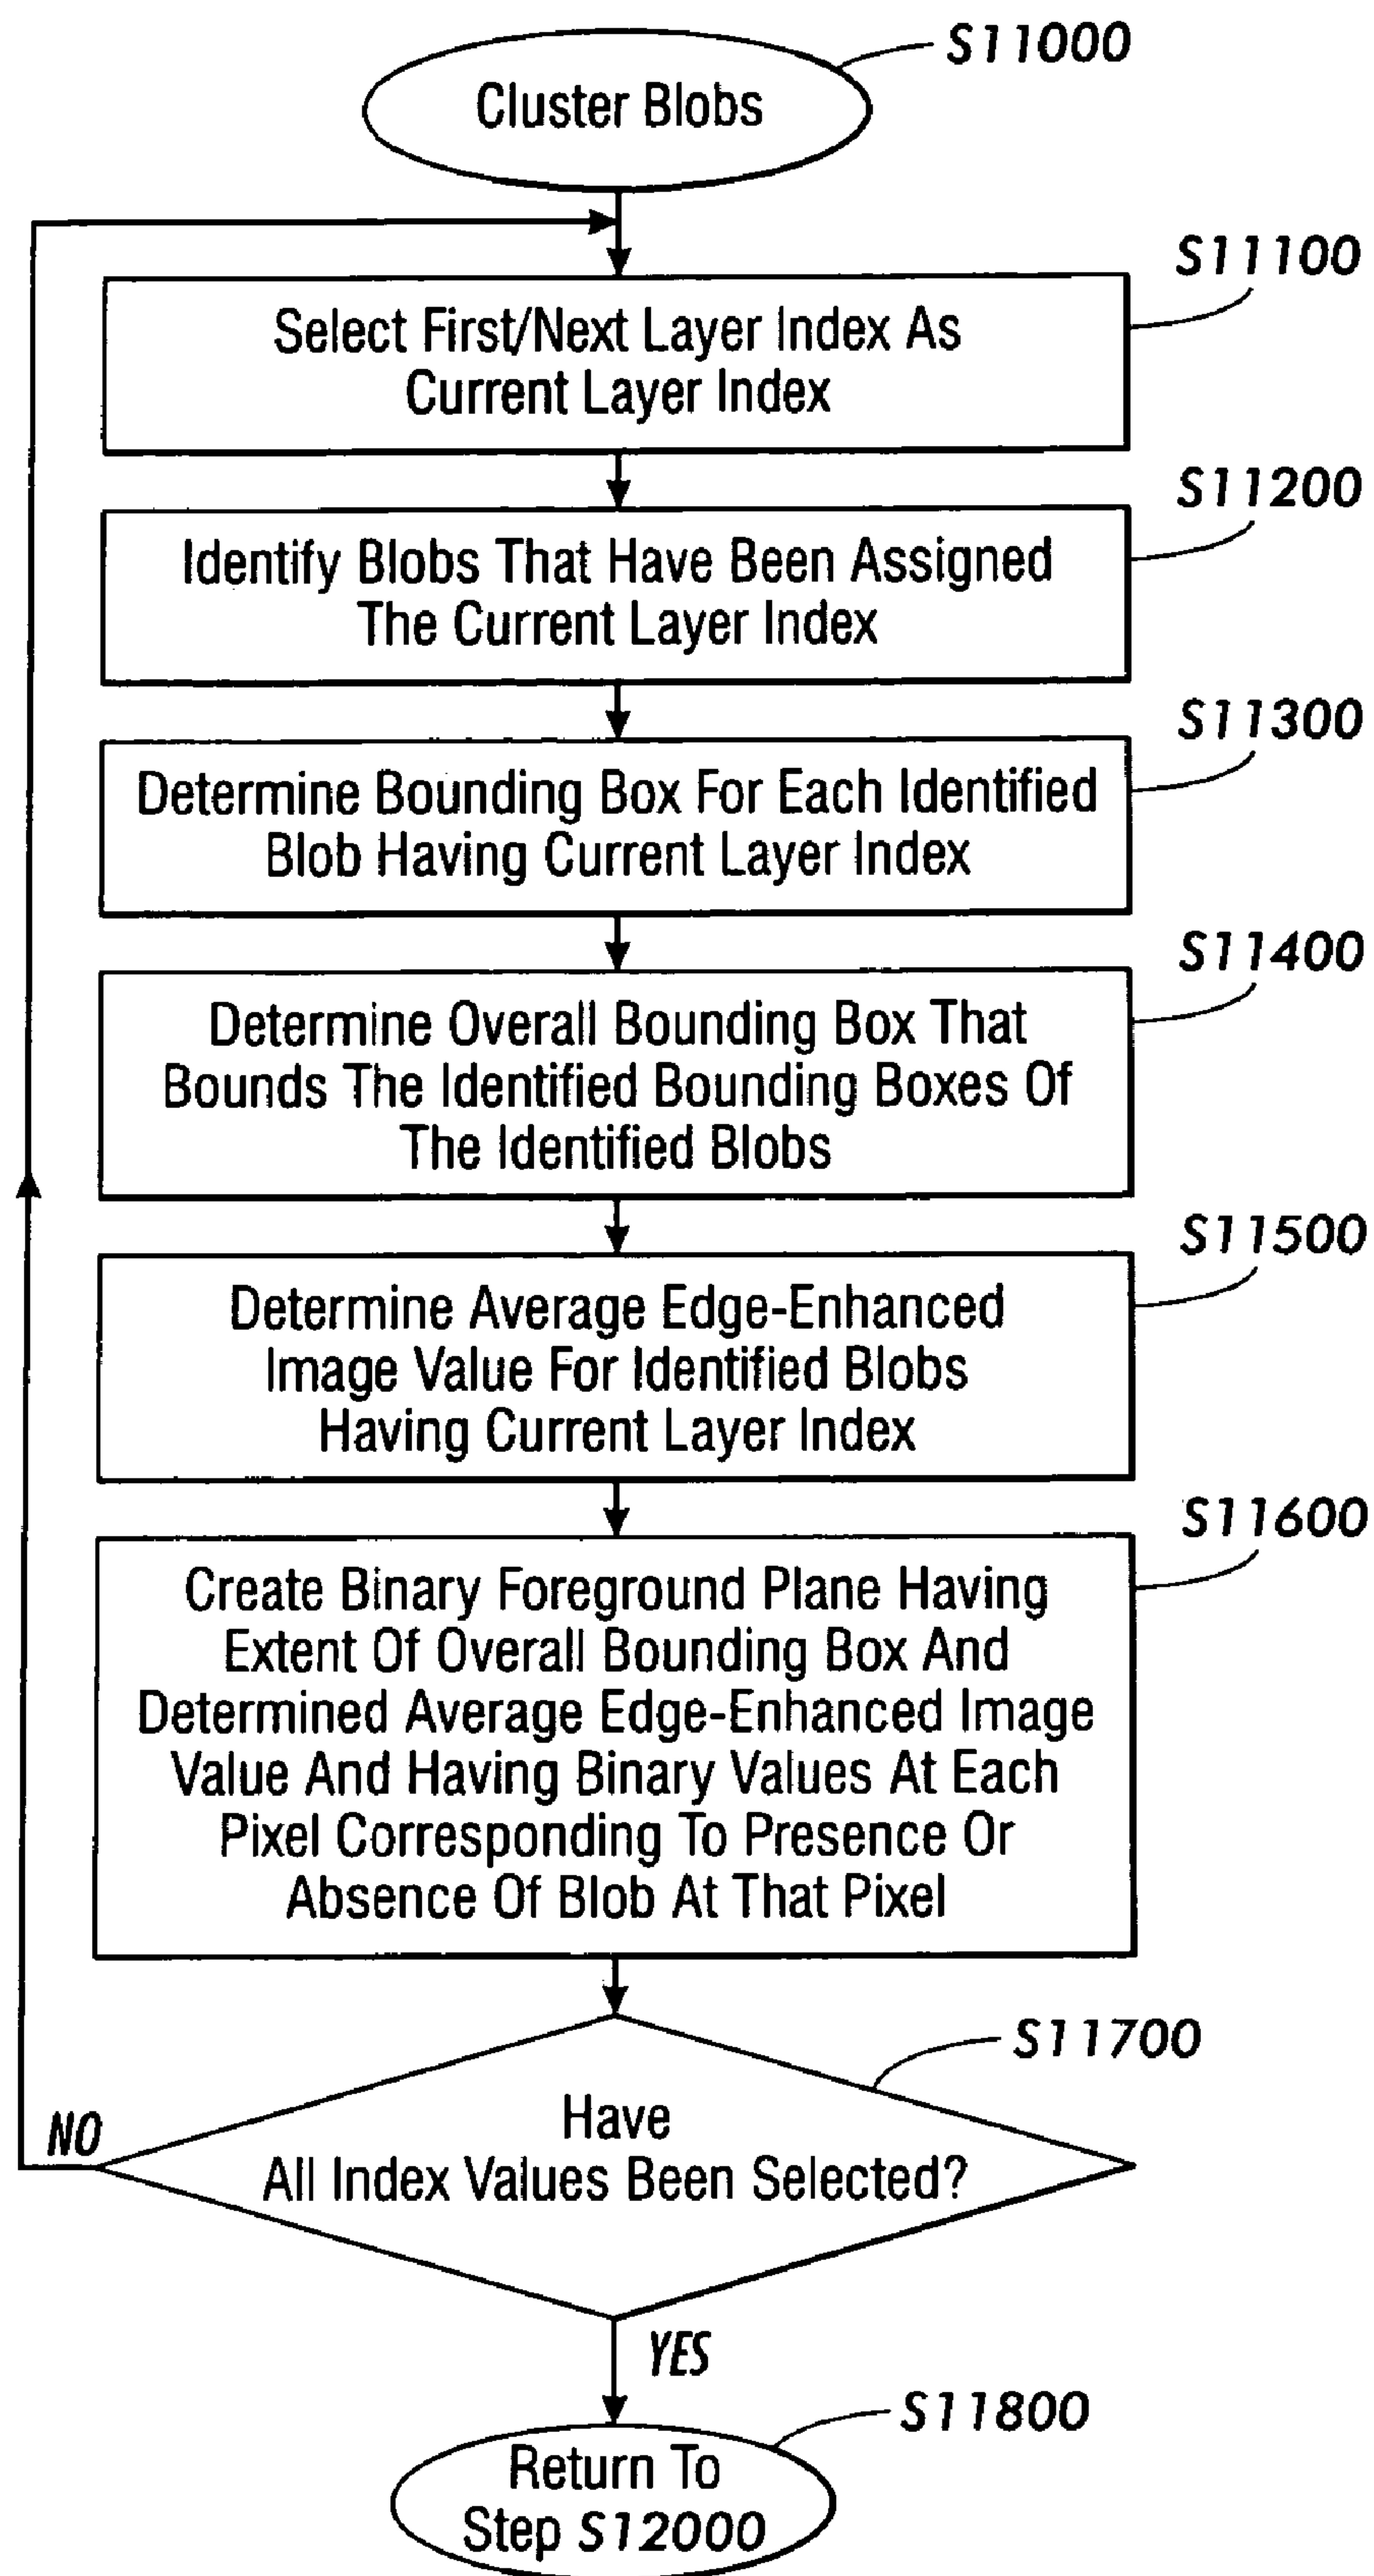 S11000
Cluster Blobs
S11100
Select First/Next Layer Index As
Current Layer Index
S11200
Identify Blobs That Have Been Assigned
The Current Layer Index
S11300
Determine Bounding Box For Each Identified
Blob Having Current Layer Index
S11400
Determine Overall Bounding Box That
Bounds The Identified Bounding Boxes Of
The Identified Blobs
S11500
Determine Average Edge-Enhanced
Image Value For Identified Blobs
Having Current Layer Index
S11600
Create Binary Foreground Plane Having
Extent Of Overall Bounding Box And
Determined Average Edge-Enhanced Image
Value And Having Binary Values At Each
Pixel Corresponding To Presence Or
Absence Of Blob At That Pixel
S11700
Have
All Index Values Been Selected?
NO
YES
S11800
Return To
Step S12000